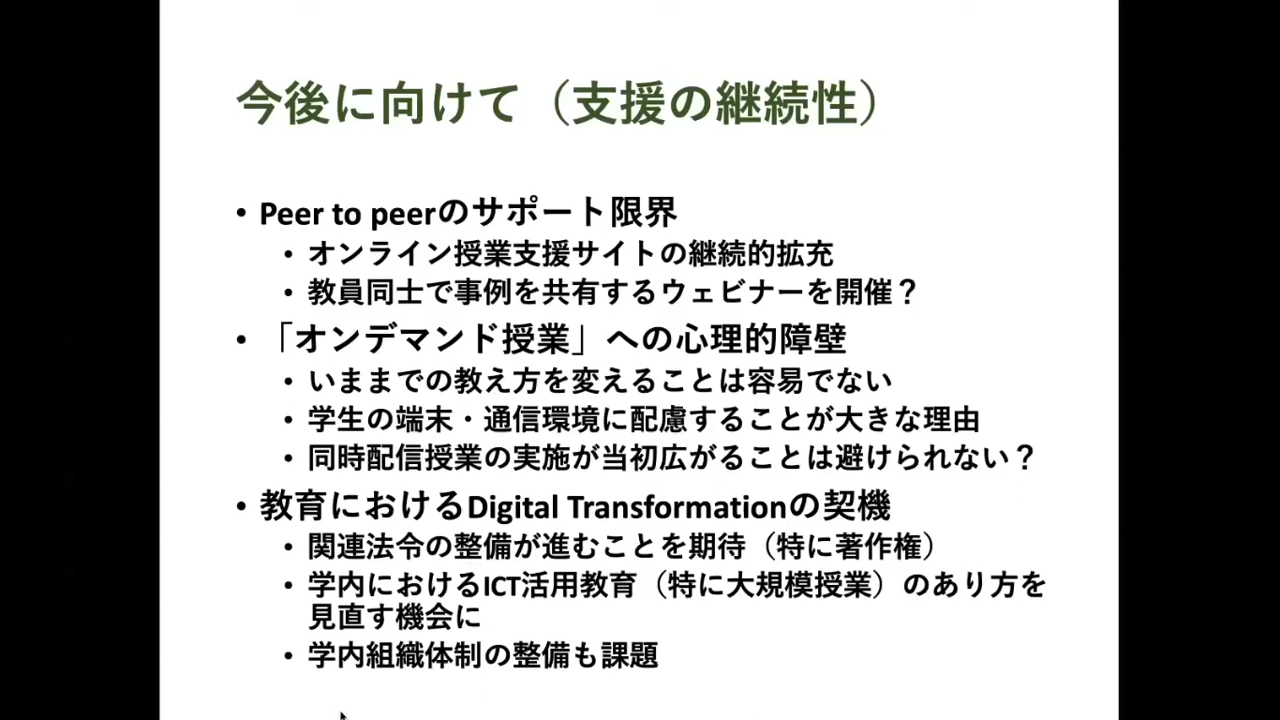 今後に向けて（支援の継続性）
• Peer to peerのサポート限界
• オンライン授業支援サイトの継続的拡充
• 教員同士で事例を共有するウェビナーを開催？
• 「オンデマンド授業」への心理的障壁
• いままでの教え方を変えることは容易でない
• 学生の端末・通信環境に配慮することが大きな理由
• 同時配信授業の実施が当初広がることは避けられない？
• 教育におけるDigital Transformationの契機
• 関連法令の整備が進むことを期待（特に著作権）
• 学内におけるICT活用教育（特に大規模授業）のあり方を
見直す機会に
• 学内組織体制の整備も課題